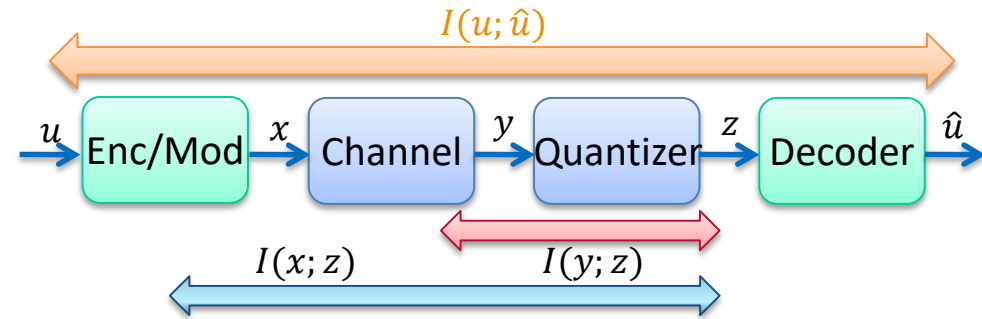 I(u; û)
u Enc/Mod x Channel y Quantizer z Decoder û
I(x; z) I(y; z)